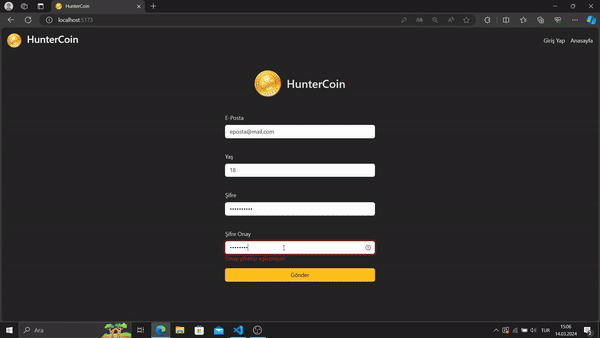 HunterCoin
localhost:5173
HunterCoin
Giriş Yap Anasayfa
HunterCoin
E-Posta
eposta@mail.com
Yaş
18
Şifre
Şifre Onay
Gönder
Ara
TUR
15:06
14.03.2024